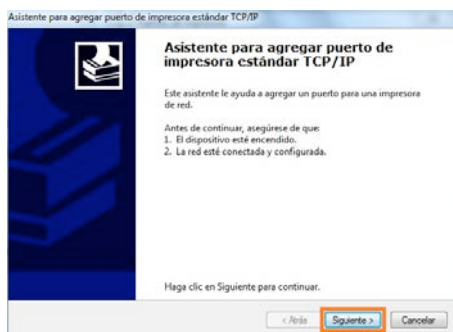 Asistente para agregar puerto de impresora estándar TCP/IP
Asistente para agregar puerto de
impresora estándar TCP/IP
Este asistente le ayuda a agregar un puerto para una impresora
de red.
Antes de continuar, asegúrese de que:
1. El dispositivo esté encendido.
2. La red esté conectada y configurada.
Haga clic en Siguiente para continuar.
< Atrás
Siguiente >
Cancelar